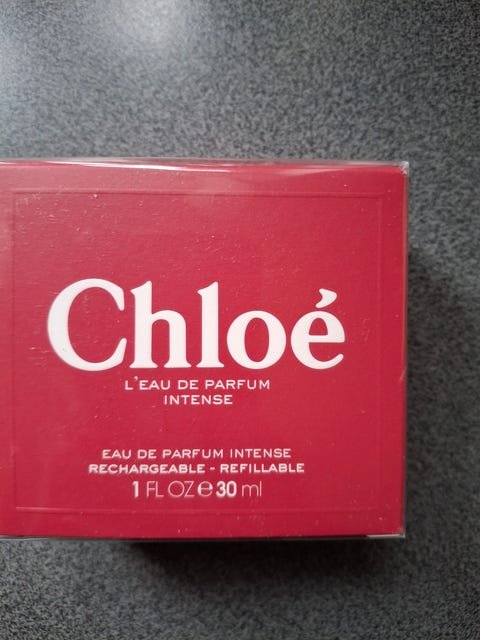 Chloé
L'EAU DE PARFUM
INTENSE
EAU DE PARFUM INTENSE
RECHARGEABLE - REFILLABLE
1 FL OZ ℮ 30 ml